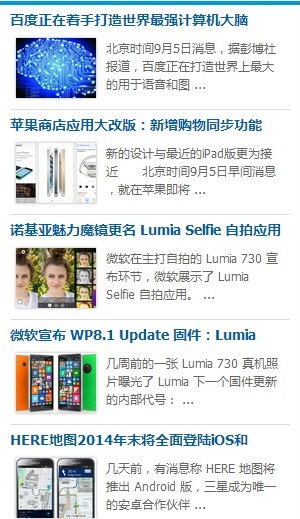 百度正在着手打造世界最强计算机大脑
北京时间9月5日消息，据彭博社
报道，百度正在打造世界上最大
的用于语音和图 ...
苹果商店应用大改版：新增购物同步功能
新的设计与最近的iPad版更为接
近　　北京时间9月5日早间消息
，就在苹果即将 ...
诺基亚魅力魔镜更名 Lumia Selfie 自拍应用
微软在主打自拍的 Lumia 730 宣
布环节，微软展示了 Lumia
Selfie 自拍应用。 ...
微软宣布 WP8.1 Update 固件：Lumia
几周前的一张 Lumia 730 真机照
片曝光了 Lumia 下一个固件更新
的内部代号： ...
HERE地图2014年末将全面登陆iOS和
几天前，有消息称 HERE 地图将
推出 Android 版，三星成为唯一
的安卓合作伙伴 ...